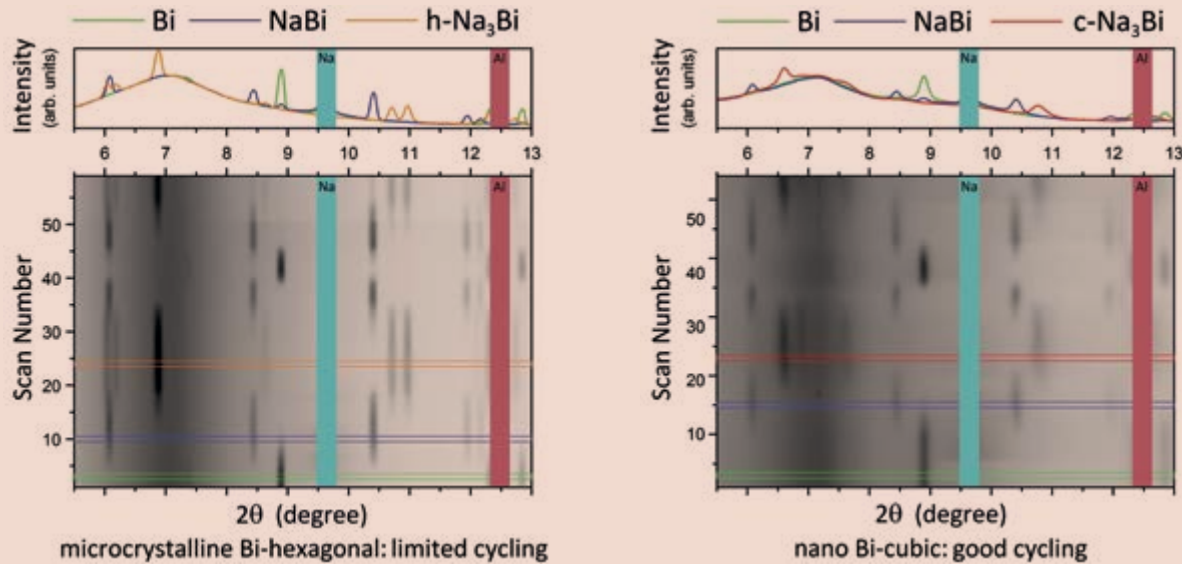 Bi NaBi h-Na₃Bi
Intensity
(arb. units)
Na
Al
6 7 8 9 10 11 12 13
Na
Al
Scan Number
50
40
30
20
10
2θ (degree)
microcrystalline Bi-hexagonal: limited cycling
Bi NaBi c-Na₃Bi
Intensity
(arb. units)
Na
Al
6 7 8 9 10 11 12 13
Na
Al
Scan Number
50
40
30
20
10
2θ (degree)
nano Bi-cubic: good cycling